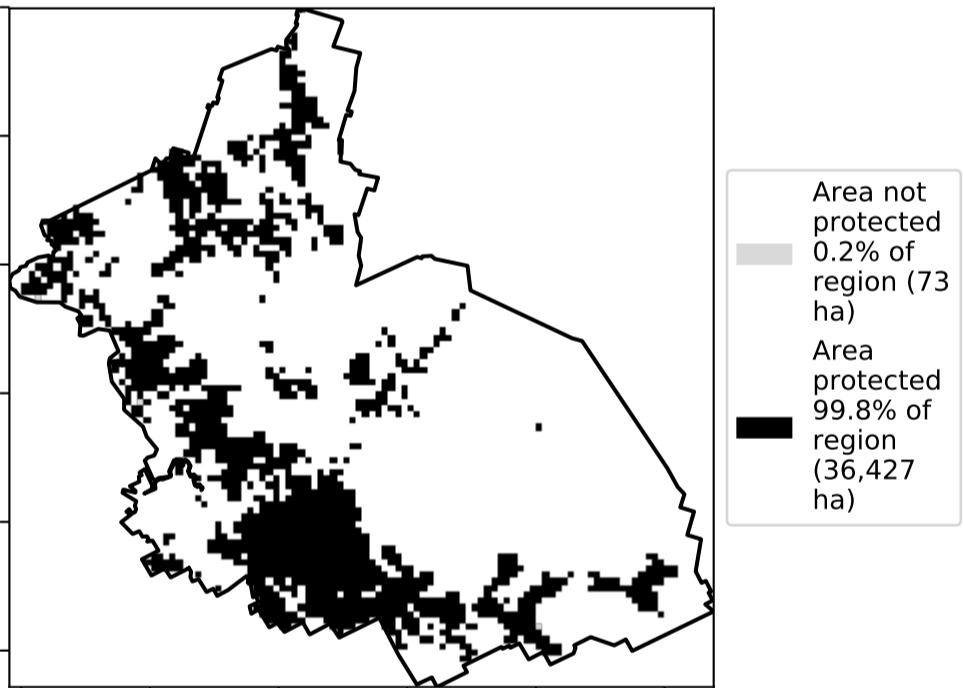 Area not
protected
0.2% of
region (73
ha)
Area
protected
99.8% of
region
(36,427
ha)